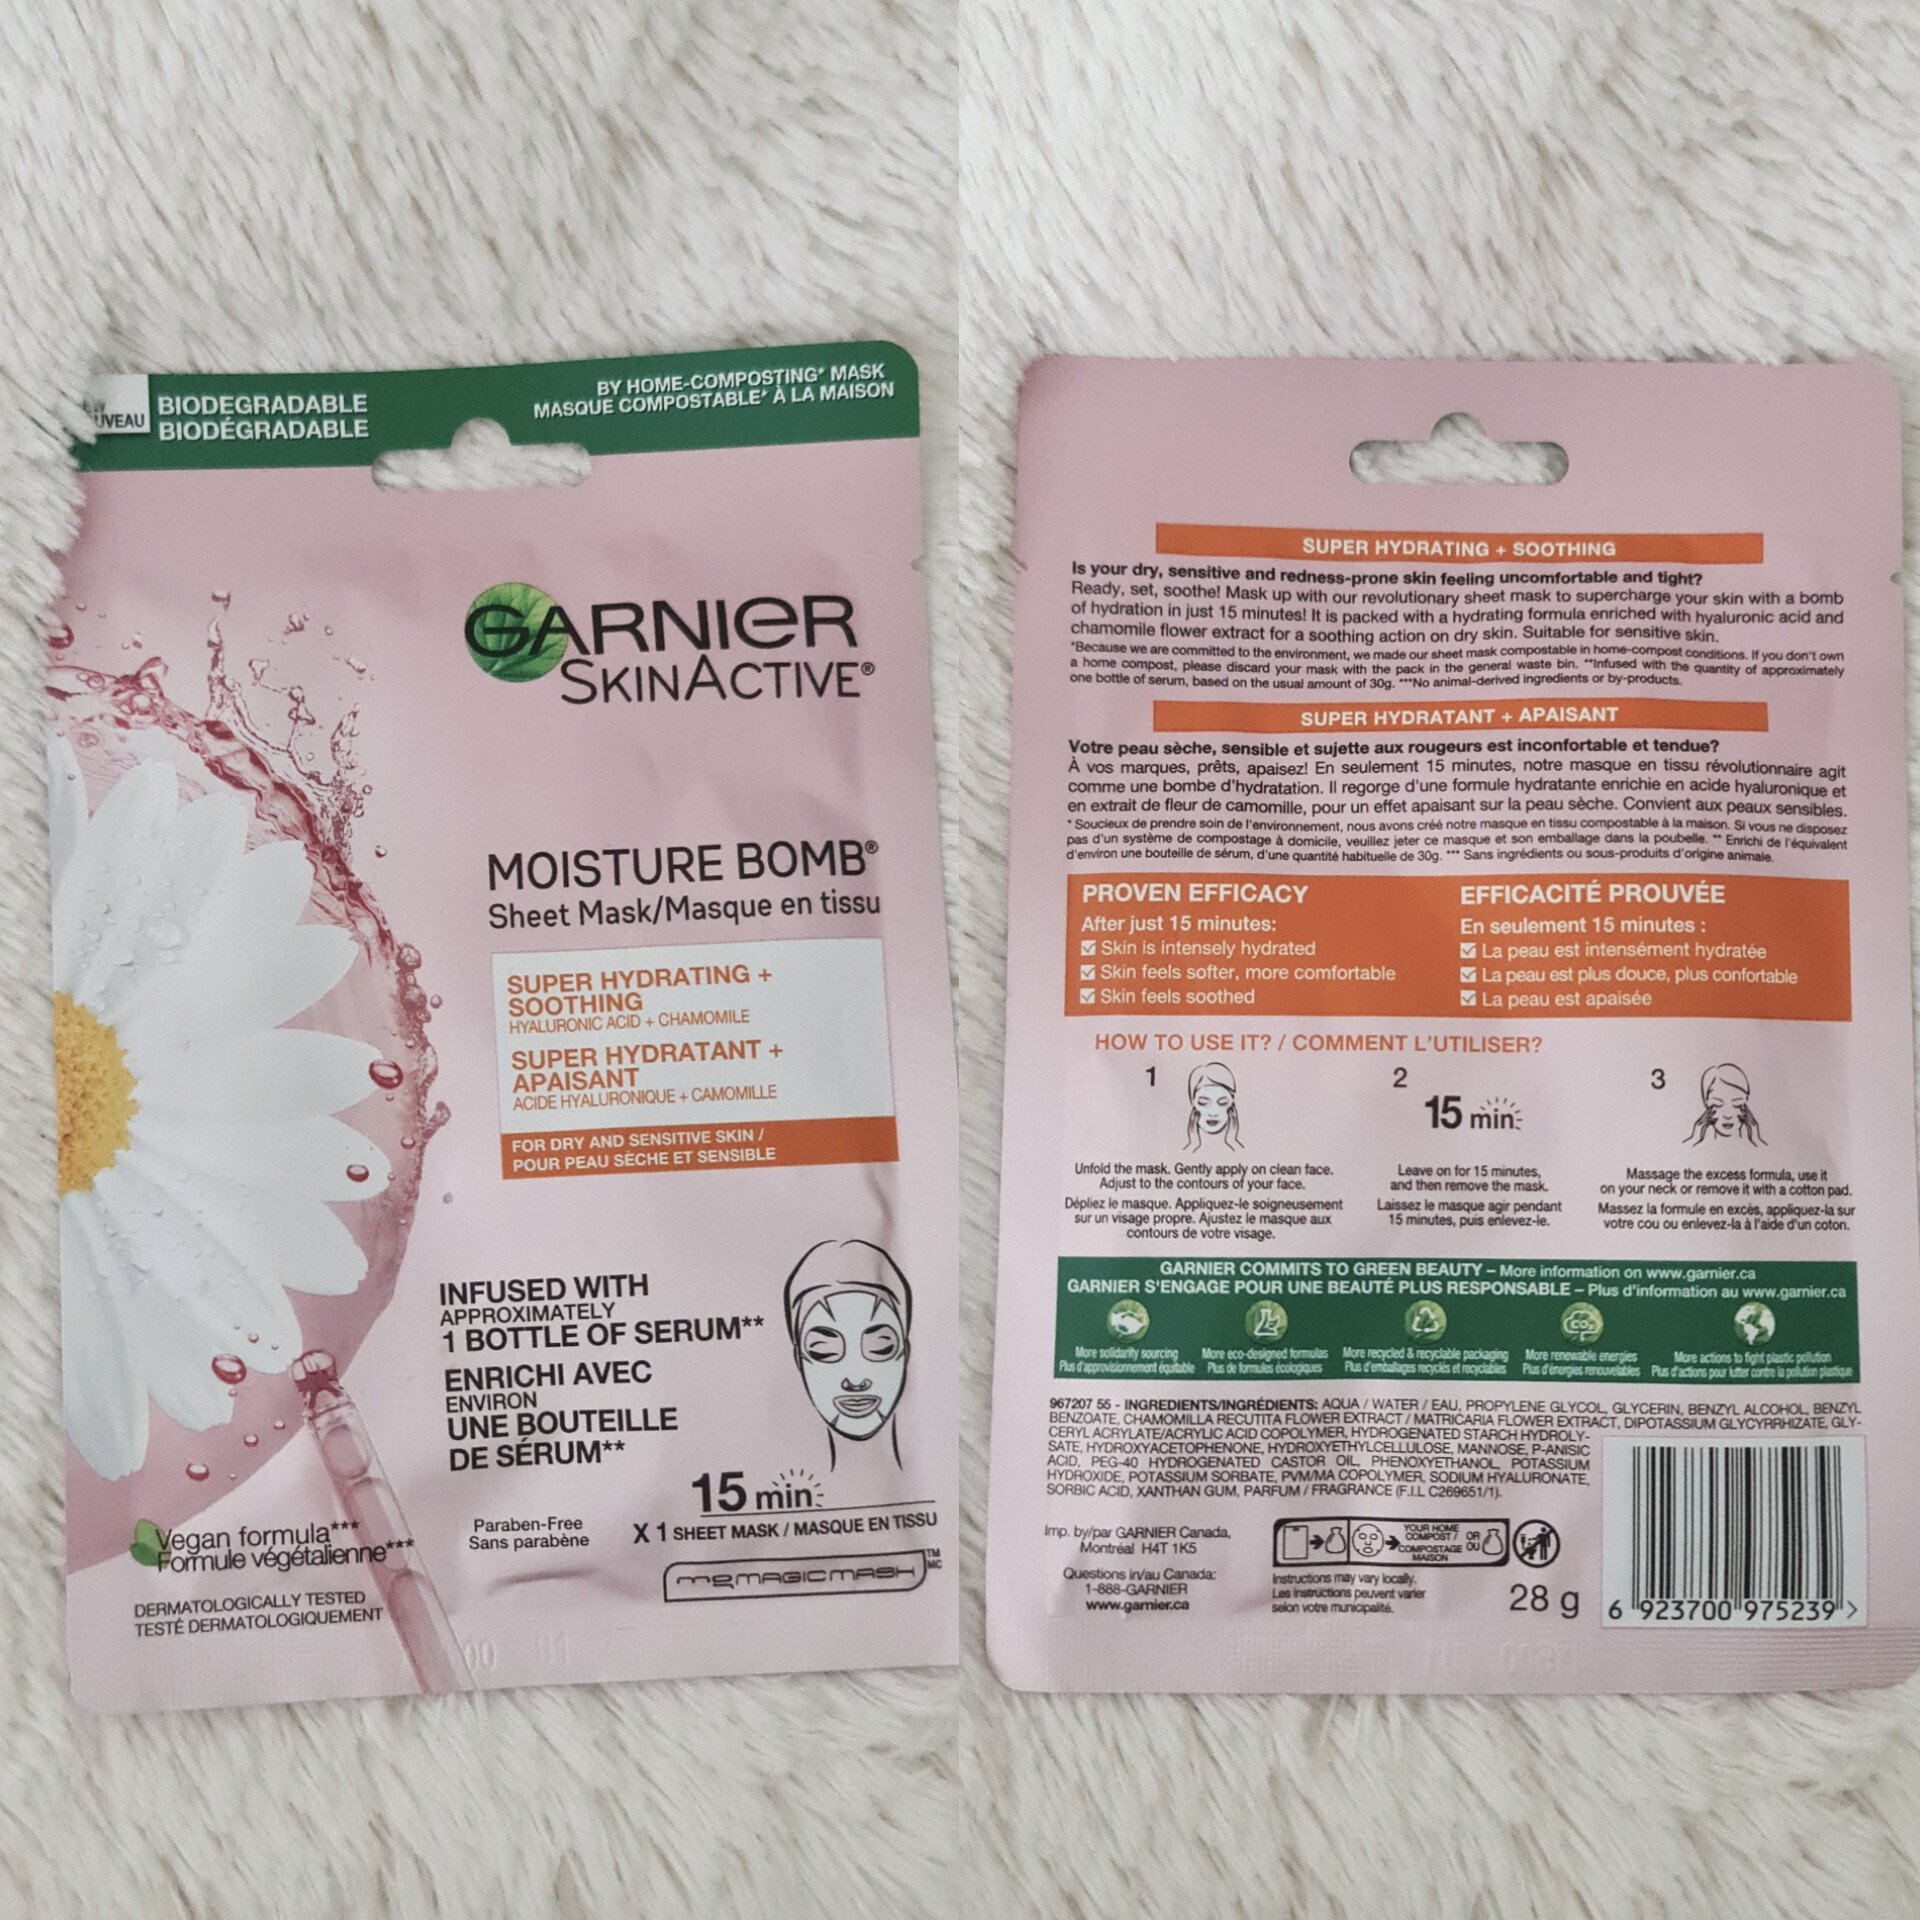 UVEAU
BIODEGRADABLE
BIODÉGRADABLE
BY HOME-COMPOSTING* MASK
MASQUE COMPOSTABLE* À LA MAISON
GARNIER
SKINACTIVE®
MOISTURE BOMB®
Sheet Mask/Masque en tissu
SUPER HYDRATING +
SOOTHING
HYALURONIC ACID + CHAMOMILE
SUPER HYDRATANT +
APAISANT
ACIDE HYALURONIQUE + CAMOMILLE
FOR DRY AND SENSITIVE SKIN /
POUR PEAU SÈCHE ET SENSIBLE
INFUSED WITH
APPROXIMATELY
1 BOTTLE OF SERUM**
ENRICHI AVEC
ENVIRON
UNE BOUTEILLE
DE SÉRUM**
15 min
X 1 SHEET MASK / MASQUE EN TISSU
Vegan formula***
Formule végétalienne***
Paraben-Free
Sans parabène
MAGIC MASK TM MC
DERMATOLOGICALLY TESTED
TESTÉ DERMATOLOGIQUEMENT
SUPER HYDRATING + SOOTHING
Is your dry, sensitive and redness-prone skin feeling uncomfortable and tight?
Ready, set, soothe! Mask up with our revolutionary sheet mask to supercharge your skin with a bomb
of hydration in just 15 minutes! It is packed with a hydrating formula enriched with hyaluronic acid and
chamomile flower extract for a soothing action on dry skin. Suitable for sensitive skin.
*Because we are committed to the environment, we made our sheet mask compostable in home-compost conditions. If you don't own
a home compost, please discard your mask with the pack in the general waste bin. **Infused with the quantity of approximately
one bottle of serum, based on the usual amount of 30g. ***No animal-derived ingredients or by-products.
SUPER HYDRATANT + APAISANT
Votre peau sèche, sensible et sujette aux rougeurs est inconfortable et tendue?
À vos marques, prêts, apaisez! En seulement 15 minutes, notre masque en tissu révolutionnaire agit
comme une bombe d'hydratation. Il regorge d'une formule hydratante enrichie en acide hyaluronique et
en extrait de fleur de camomille, pour un effet apaisant sur la peau sèche. Convient aux peaux sensibles.
* Soucieux de prendre soin de l'environnement, nous avons créé notre masque en tissu compostable à la maison. Si vous ne disposez
pas d'un système de compostage à domicile, veuillez jeter ce masque et son emballage dans la poubelle. ** Enrichi de l'équivalent
d'environ une bouteille de sérum, d'une quantité habituelle de 30g. *** Sans ingrédients ou sous-produits d'origine animale.
PROVEN EFFICACY
After just 15 minutes:
Skin is intensely hydrated
Skin feels softer, more comfortable
Skin feels soothed
EFFICACITÉ PROUVÉE
En seulement 15 minutes :
La peau est intensément hydratée
La peau est plus douce, plus confortable
La peau est apaisée
HOW TO USE IT? / COMMENT L'UTILISER?
1
Unfold the mask. Gently apply on clean face.
Adjust to the contours of your face.
Dépliez le masque. Appliquez-le soigneusement
sur un visage propre. Ajustez le masque aux
contours de votre visage.
2
15 min
Leave on for 15 minutes,
and then remove the mask.
Laissez le masque agir pendant
15 minutes, puis enlevez-le.
3
Massage the excess formula, use it
on your neck or remove it with a cotton pad.
Massez la formule en excès, appliquez-la sur
votre cou ou enlevez-la à l'aide d'un coton.
GARNIER COMMITS TO GREEN BEAUTY – More information on www.garnier.ca
GARNIER S'ENGAGE POUR UNE BEAUTÉ PLUS RESPONSABLE – Plus d'information au www.garnier.ca
CO2
More solidarity sourcing
Plus d'approvisionnement équitable
More eco-designed formulas
Plus de formules écologiques
More recycled & recyclable packaging
Plus d'emballages recyclés et recyclables
More renewable energies
Plus d'énergies renouvelables
More actions to fight plastic pollution
Plus d'actions pour lutter contre la pollution plastique
967207 55 - INGREDIENTS/INGRÉDIENTS: AQUA / WATER / EAU, PROPYLENE GLYCOL, GLYCERIN, BENZYL ALCOHOL, BENZYL
BENZOATE, CHAMOMILLA RECUTITA FLOWER EXTRACT / MATRICARIA FLOWER EXTRACT, DIPOTASSIUM GLYCYRRHIZATE, GLY-
CERYL ACRYLATE/ACRYLIC ACID COPOLYMER, HYDROGENATED STARCH HYDROLY-
SATE, HYDROXYACETOPHENONE, HYDROXYETHYLCELLULOSE, MANNOSE, P-ANISIC
ACID, PEG-40 HYDROGENATED CASTOR OIL, PHENOXYETHANOL, POTASSIUM
HYDROXIDE, POTASSIUM SORBATE, PVM/MA COPOLYMER, SODIUM HYALURONATE,
SORBIC ACID, XANTHAN GUM, PARFUM / FRAGRANCE (F.I.L C269651/1).
Imp. by/par GARNIER Canada,
Montréal H4T 1K5
Questions in/au Canada:
1-888-GARNIER
www.garnier.ca
YOUR HOME
COMPOST /
COMPOSTAGE
MAISON
OR
OU
Instructions may vary locally.
Les instructions peuvent varier
selon votre municipalité.
28 g
6 923700 975239 >